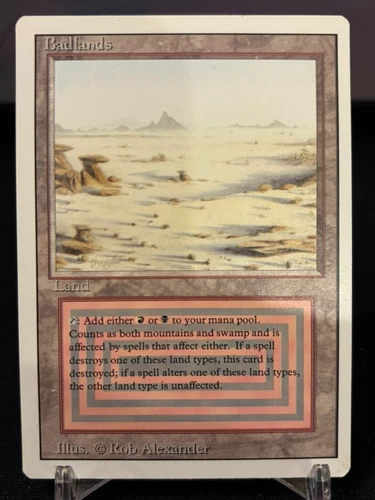 Badlands
Land
: Add either or to your mana pool.
Counts as both mountains and swamp and is
affected by spells that affect either. If a spell
destroys one of these land types, this card is
destroyed; if a spell alters one of these land types,
the other land type is unaffected.
Illus. © Rob Alexander